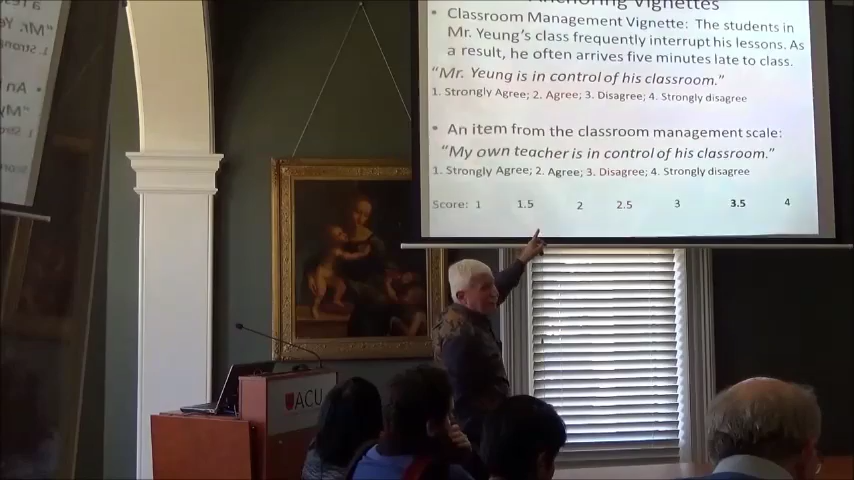 Anchoring Vignettes
• Classroom Management Vignette: The students in
Mr. Yeung's class frequently interrupt his lessons. As
a result, he often arrives five minutes late to class.
"Mr. Yeung is in control of his classroom."
1. Strongly Agree; 2. Agree; 3. Disagree; 4. Strongly disagree
• An item from the classroom management scale:
"My own teacher is in control of his classroom."
1. Strongly Agree; 2. Agree; 3. Disagree; 4. Strongly disagree
Score: 1 1.5 2 2.5 3 3.5 4
ACU